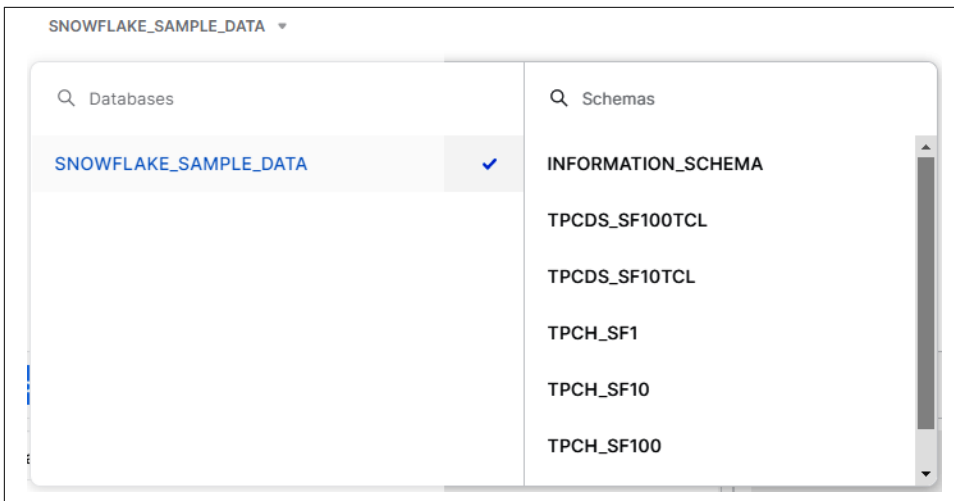 SNOWFLAKE_SAMPLE_DATA
Databases
SNOWFLAKE_SAMPLE_DATA
Schemas
INFORMATION_SCHEMA
TPCDS_SF100TCL
TPCDS_SF10TCL
TPCH_SF1
TPCH_SF10
TPCH_SF100